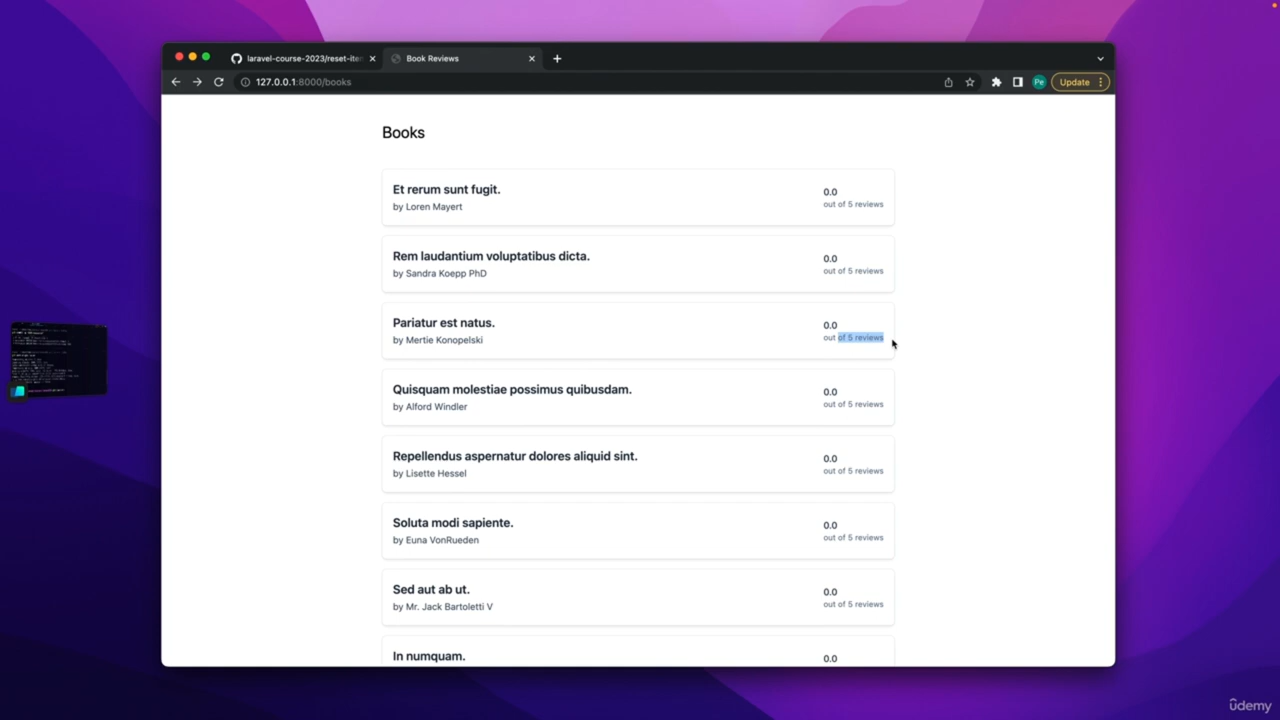 laravel-course-2023/reset-ite
Book Reviews
127.0.0.1:8000/books
Pe
Update
Books
Et rerum sunt fugit.
by Loren Mayert
0.0
out of 5 reviews
Rem laudantium voluptatibus dicta.
by Sandra Koepp PhD
0.0
out of 5 reviews
Pariatur est natus.
by Mertie Konopelski
0.0
out of 5 reviews
Quisquam molestiae possimus quibusdam.
by Alford Windler
0.0
out of 5 reviews
Repellendus aspernatur dolores aliquid sint.
by Lisette Hessel
0.0
out of 5 reviews
Soluta modi sapiente.
by Euna VonRueden
0.0
out of 5 reviews
Sed aut ab ut.
by Mr. Jack Bartoletti V
0.0
out of 5 reviews
In numquam.
0.0
ûdemy